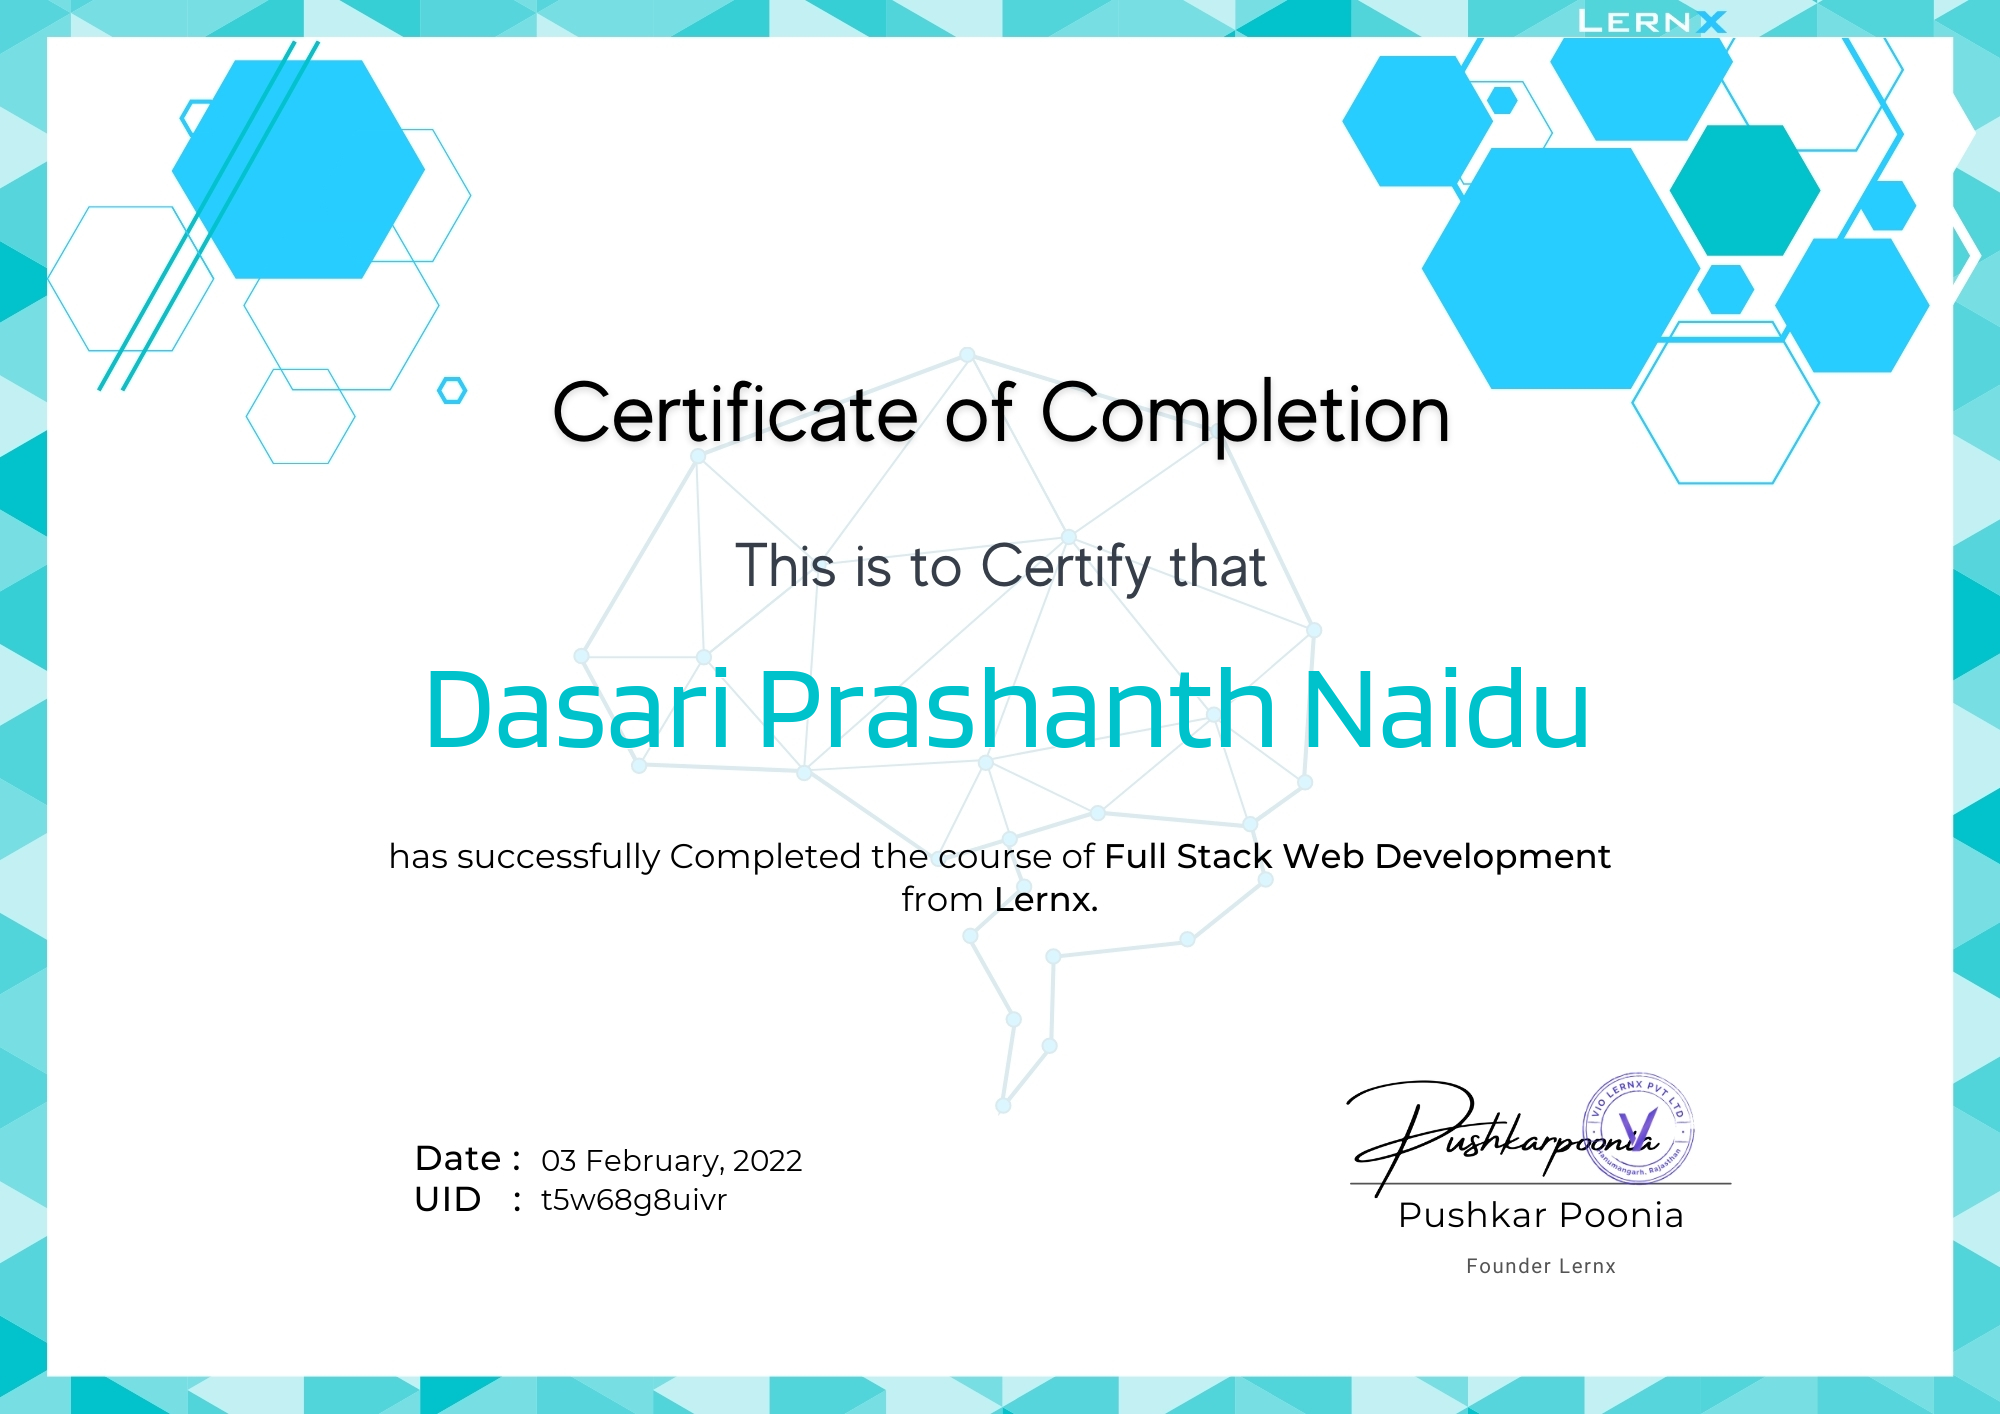 LERNX
Certificate of Completion
This is to Certify that
Dasari Prashanth Naidu
has successfully Completed the course of Full Stack Web Development
from Lernx.
Date : 03 February, 2022
UID : t5w68g8uivr
Pushkarpoonia
VIO LERNX PVT LTD
V
Hanumangarh, Rajasthan
Pushkar Poonia
Founder Lernx